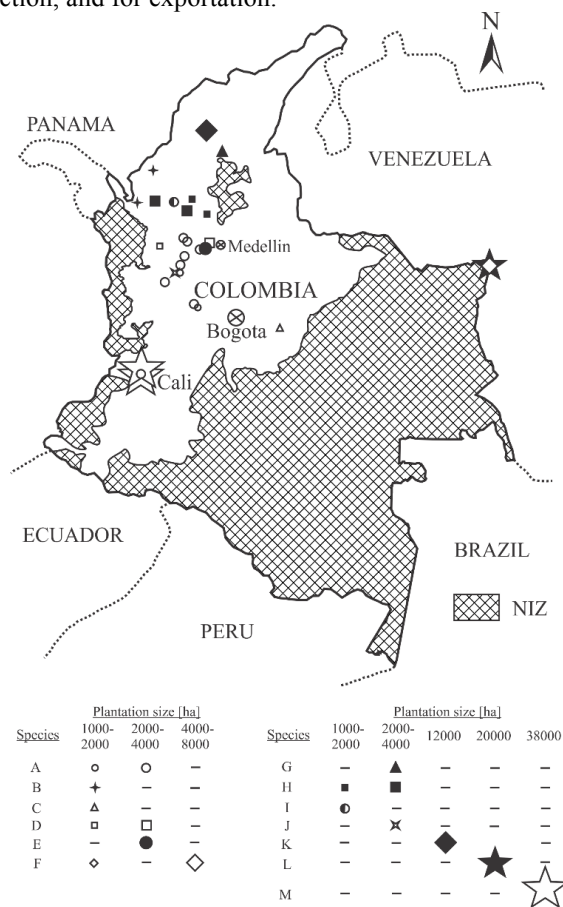 ction, and for exportation.
N
PANAMA
VENEZUELA
Medellin
COLOMBIA
Bogota
Cali
ECUADOR
BRAZIL
NIZ
PERU
Plantation size [ha]
Species 1000-2000 2000-4000 4000-8000
A – 
B – –
C – –
D –
E – –
F –
Plantation size [ha]
Species 1000-2000 2000-4000 12000 20000 38000
G – – – –
H – – –
I – – – –
J – – – –
K – – – –
L – – – –
M – – – –